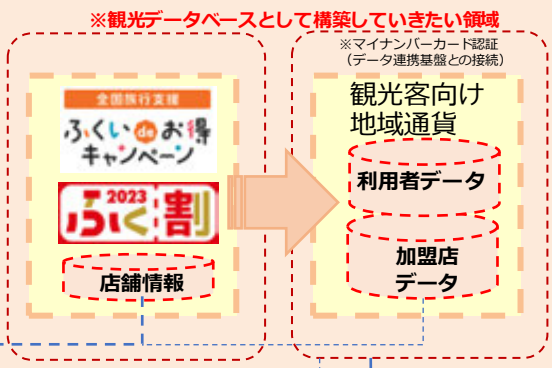 ※観光データベースとして構築していきたい領域
※マイナンバーカード認証
（データ連携基盤との接続）
全国旅行支援
ふくいdeお得
キャンペーン
2023
ふく割
店舗情報
観光客向け
地域通貨
利用者データ
加盟店
データ